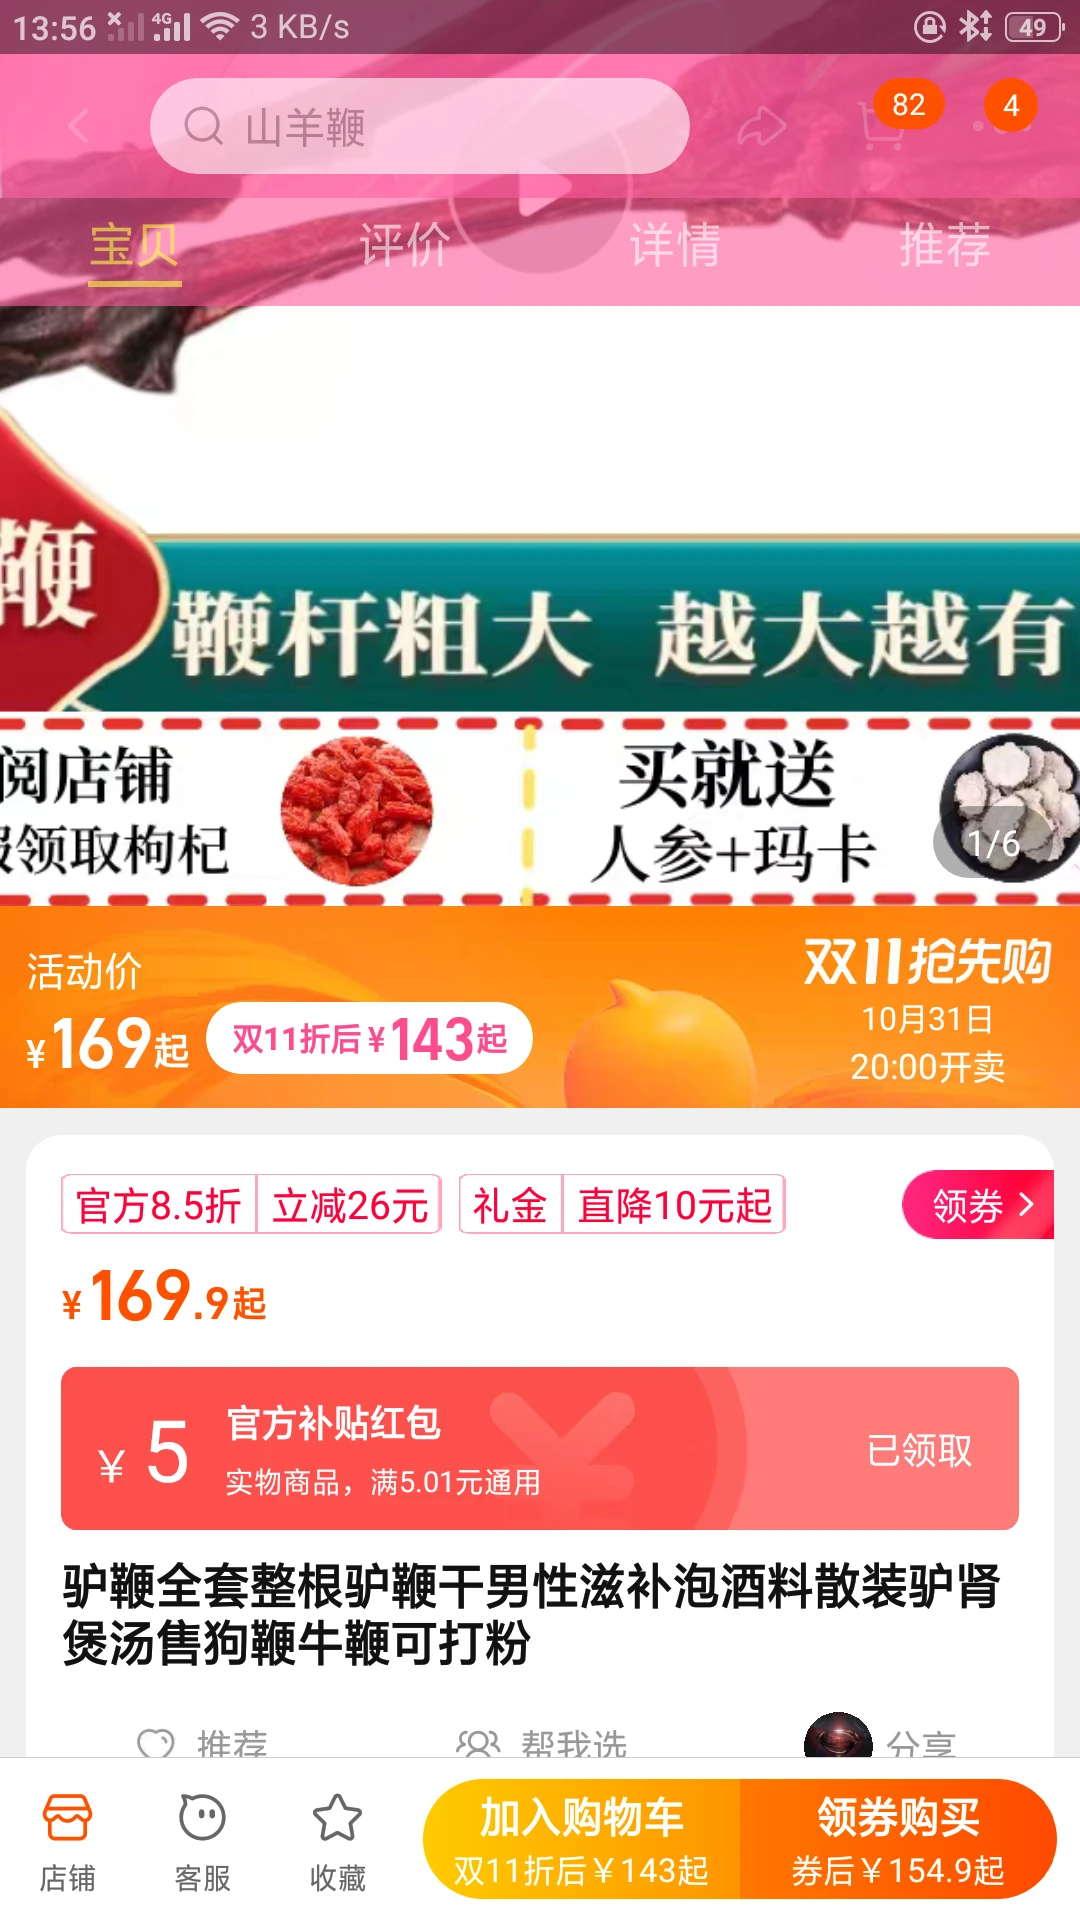 13:56 4G 3 KB/s 49
山羊鞭 82 4
宝贝 评价 详情 推荐
鞭 鞭杆粗大 越大越有
阅店铺 买就送
领取枸杞 人参+玛卡 1/6
活动价 双11抢先购
¥169起 双11折后¥143起 10月31日
20:00开卖
官方8.5折 立减26元 礼金 直降10元起 领券 >
¥169.9起
¥ 5 官方补贴红包 已领取
实物商品，满5.01元通用
驴鞭全套整根驴鞭干男性滋补泡酒料散装驴肾
煲汤售狗鞭牛鞭可打粉
推荐 帮我选 分享
店铺 客服 收藏 加入购物车 领券购买
双11折后￥143起 券后￥154.9起